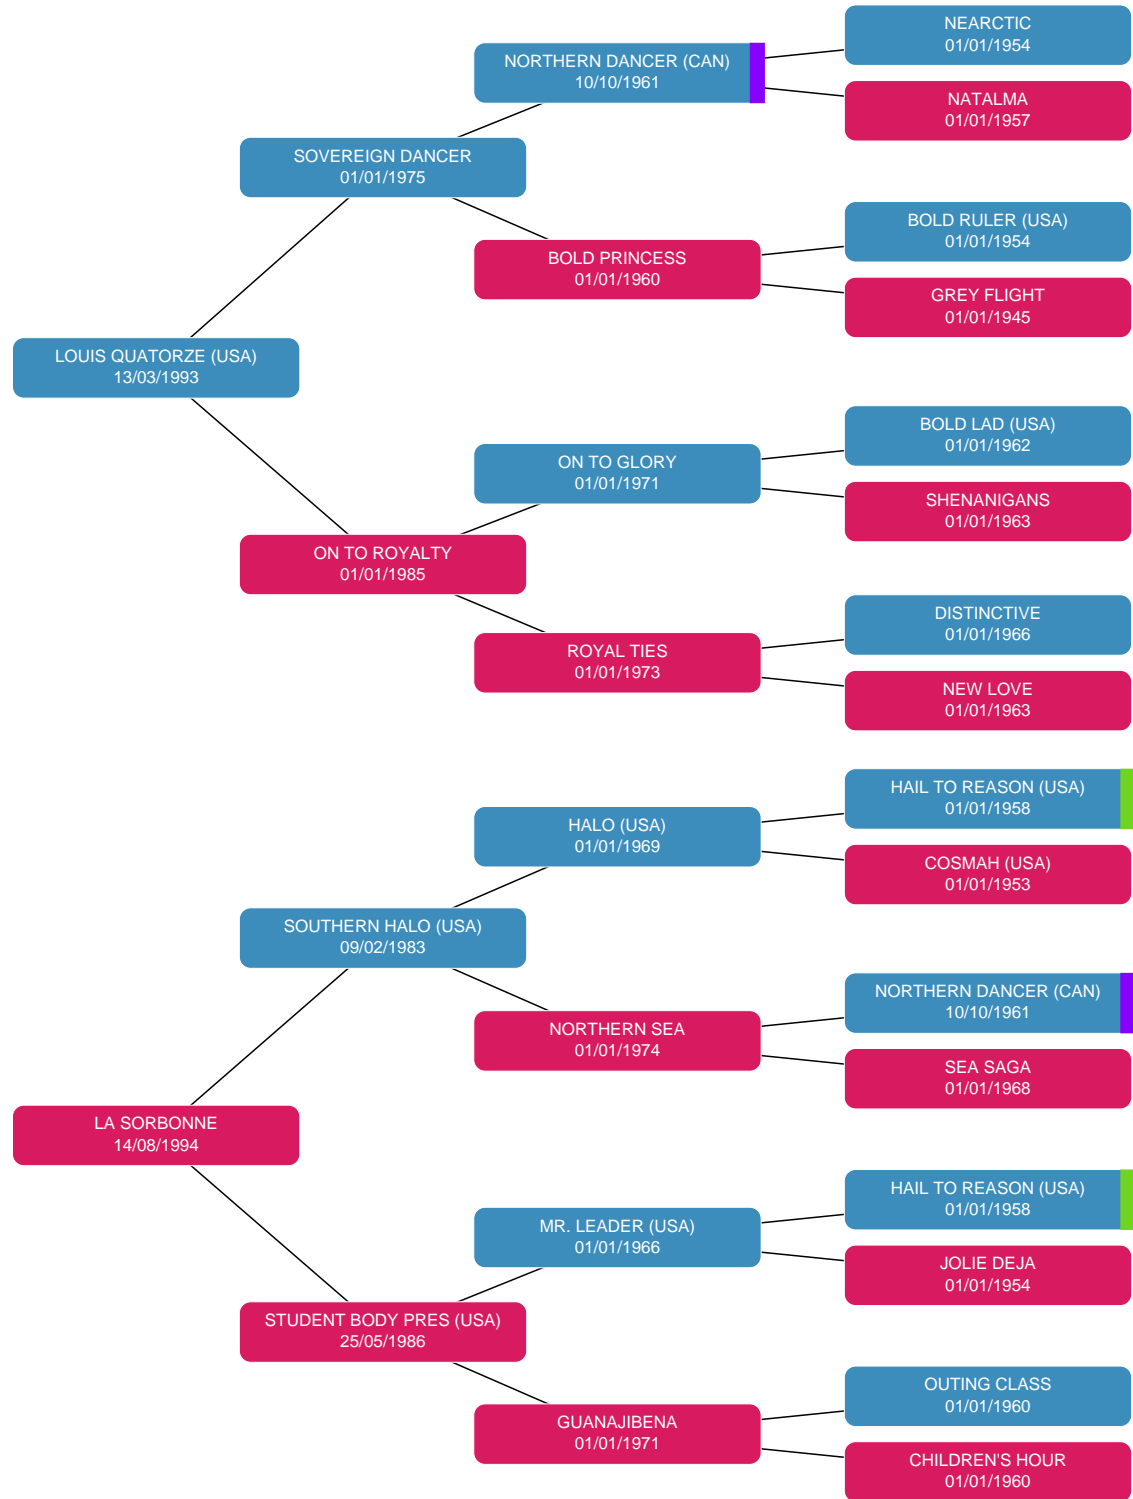 NEARCTIC
01/01/1954
NORTHERN DANCER (CAN)
10/10/1961
NATALMA
01/01/1957
SOVEREIGN DANCER
01/01/1975
BOLD RULER (USA)
01/01/1954
BOLD PRINCESS
01/01/1960
GREY FLIGHT
01/01/1945
LOUIS QUATORZE (USA)
13/03/1993
BOLD LAD (USA)
01/01/1962
ON TO GLORY
01/01/1971
SHENANIGANS
01/01/1963
ON TO ROYALTY
01/01/1985
DISTINCTIVE
01/01/1966
ROYAL TIES
01/01/1973
NEW LOVE
01/01/1963
HAIL TO REASON (USA)
01/01/1958
HALO (USA)
01/01/1969
COSMAH (USA)
01/01/1953
SOUTHERN HALO (USA)
09/02/1983
NORTHERN DANCER (CAN)
10/10/1961
NORTHERN SEA
01/01/1974
SEA SAGA
01/01/1968
LA SORBONNE
14/08/1994
HAIL TO REASON (USA)
01/01/1958
MR. LEADER (USA)
01/01/1966
JOLIE DEJA
01/01/1954
STUDENT BODY PRES (USA)
25/05/1986
OUTING CLASS
01/01/1960
GUANAJIBENA
01/01/1971
CHILDREN'S HOUR
01/01/1960